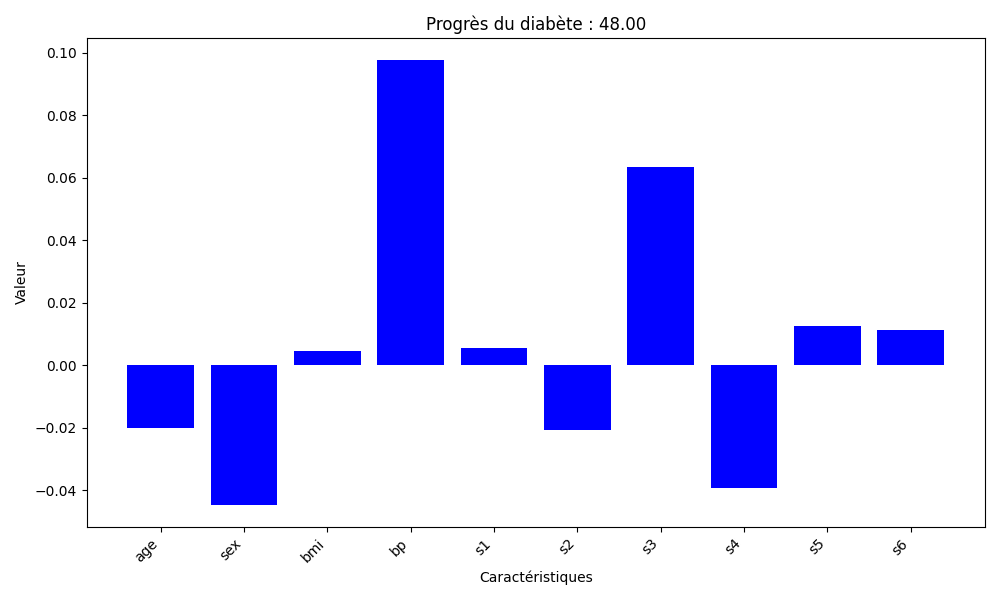 Progrès du diabète : 48.00
0.10
0.08
0.06
0.04
0.02
0.00
−0.02
−0.04
Valeur
age
sex
bmi
bp
s1
s2
s3
s4
s5
s6
Caractéristiques